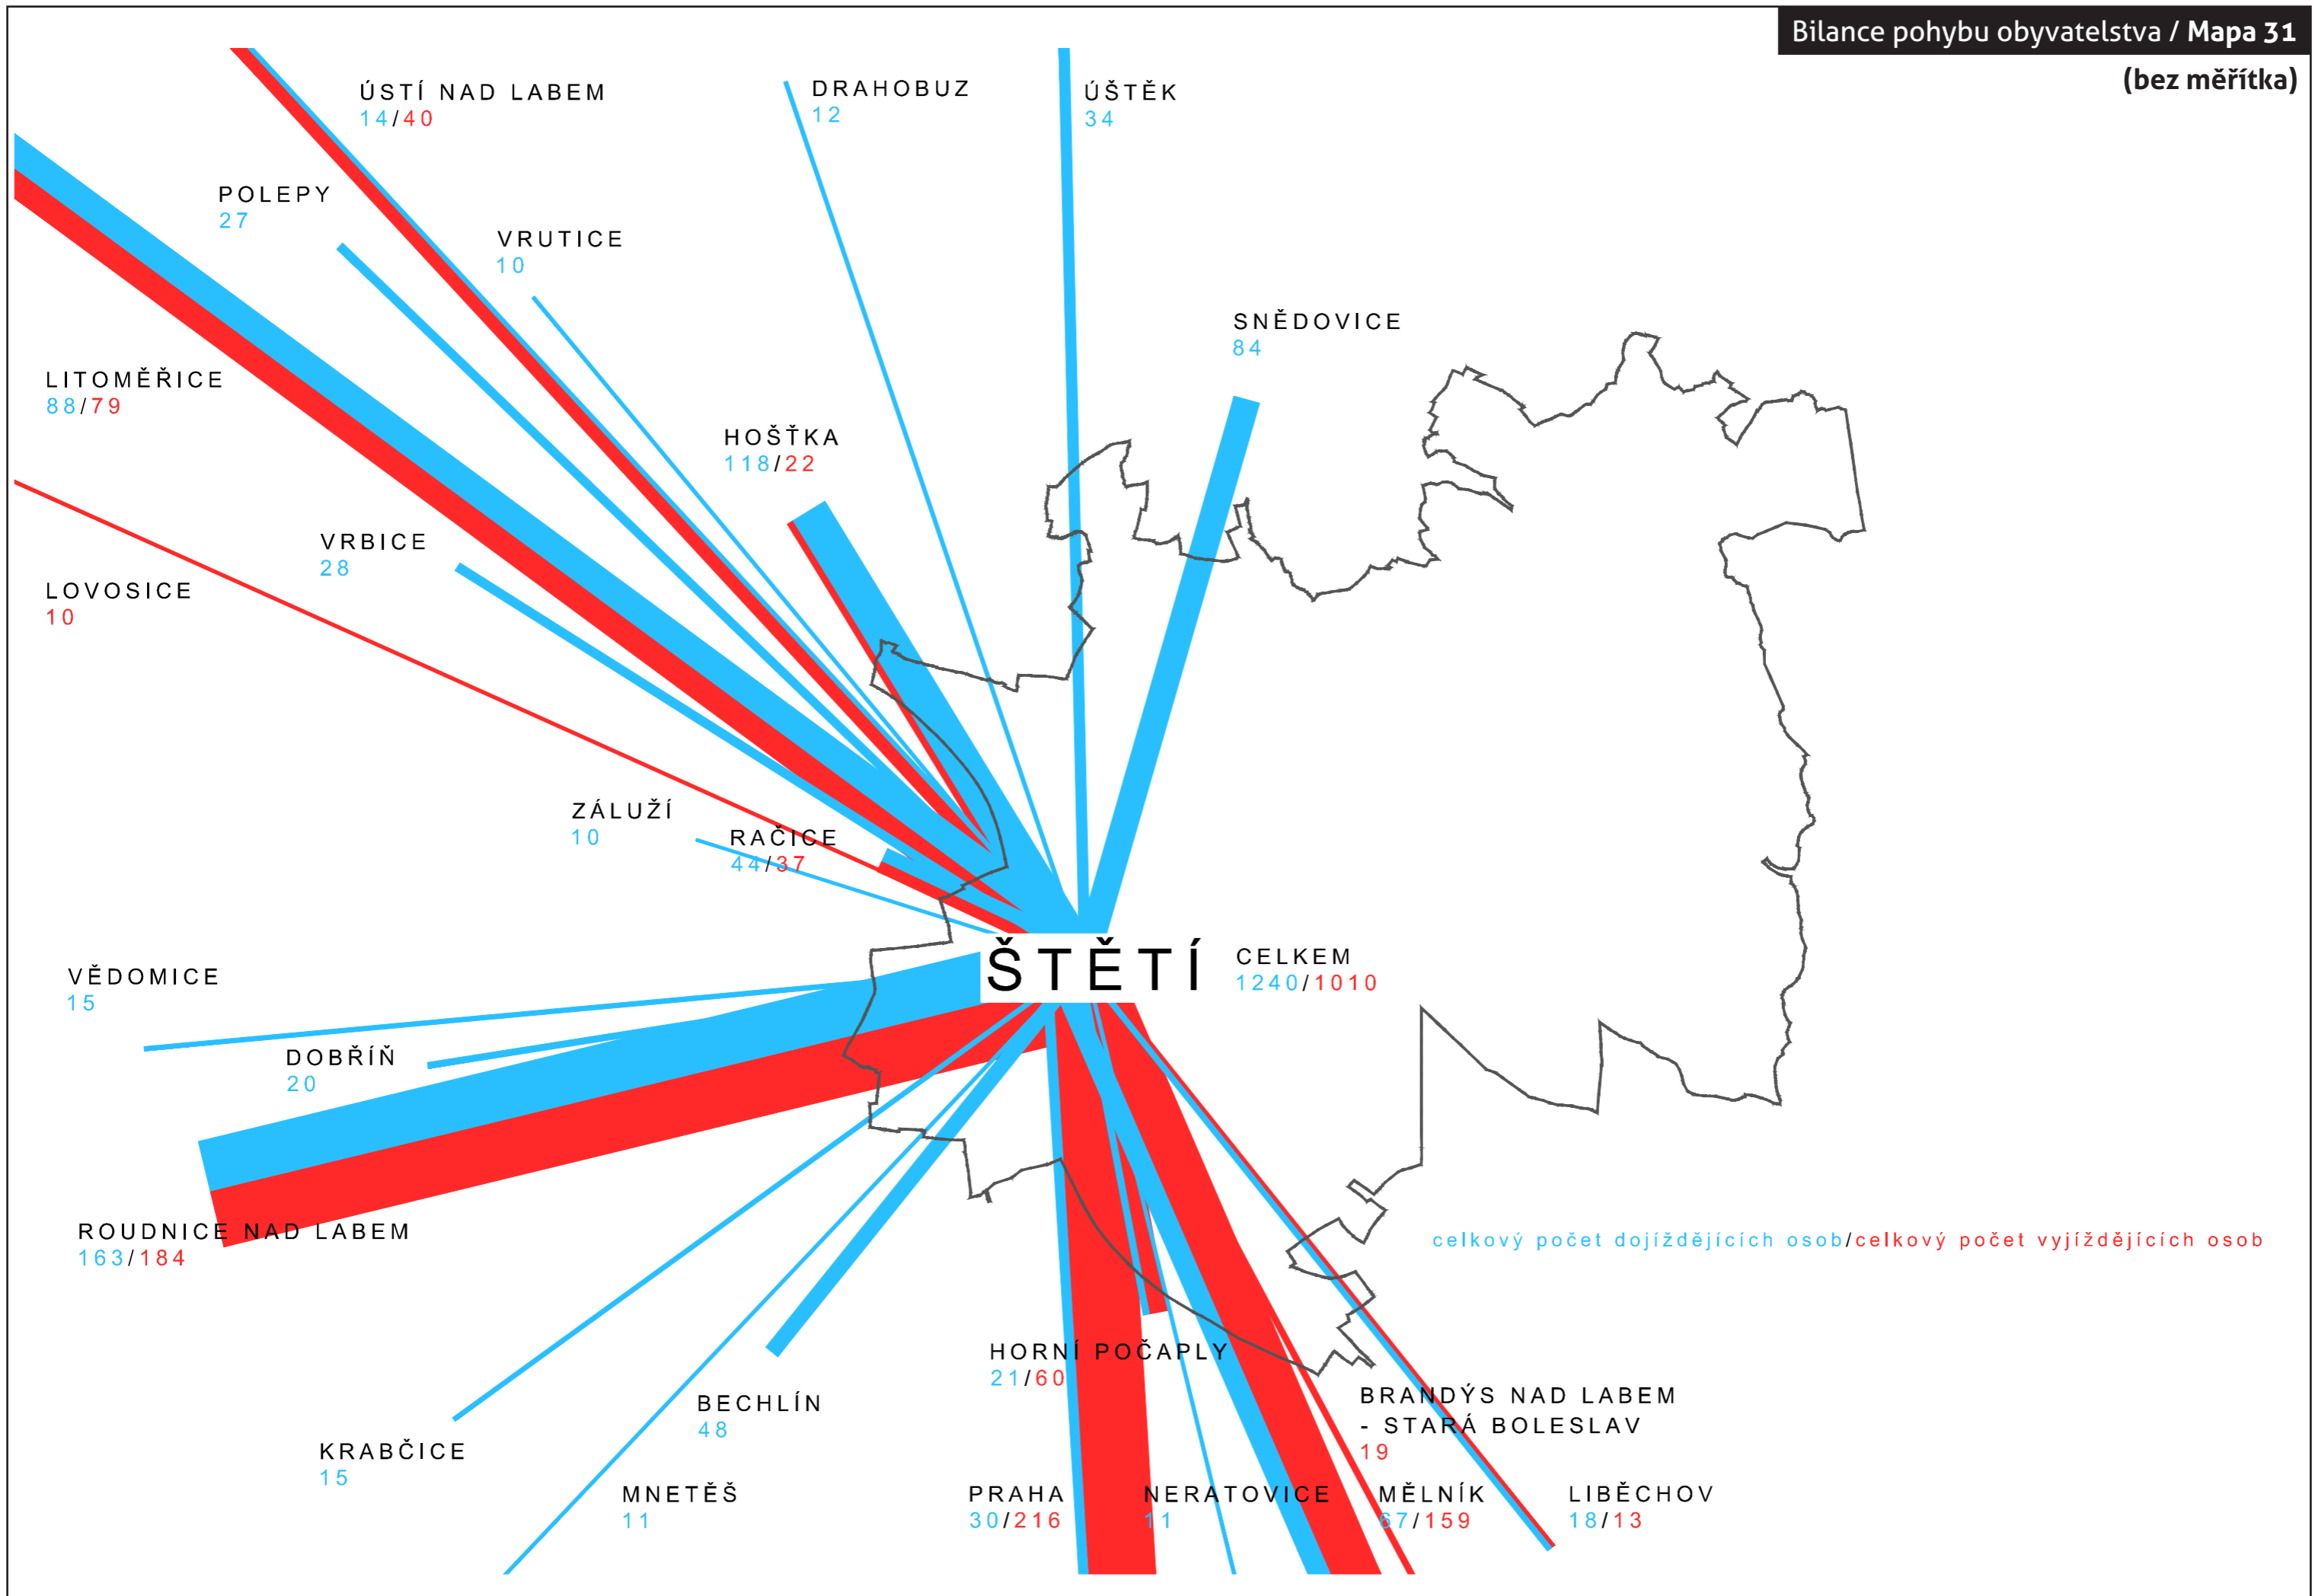 Bilance pohybu obyvatelstva / Mapa 31
(bez měřítka)
ÚSTÍ NAD LABEM
14/40
DRAHOBUZ
12
ÚŠTĚK
34
POLEPY
27
VRUTICE
10
SNĚDOVICE
84
LITOMĚŘICE
88/79
HOŠŤKA
118/22
VRBICE
28
LOVOSICE
10
ZÁLUŽÍ
10
RAČICE
44/37
ŠTĚTÍ
CELKEM
1240/1010
VĚDOMICE
15
DOBŘÍŇ
20
ROUDNICE NAD LABEM
163/184
celkový počet dojíždějících osob/celkový počet vyjíždějících osob
HORNÍ POČAPLY
21/60
BECHLÍN
48
BRANDÝS NAD LABEM
- STARÁ BOLESLAV
19
KRABČICE
15
MNETĚŠ
11
PRAHA
30/216
NERATOVICE
11
MĚLNÍK
67/159
LIBĚCHOV
18/13